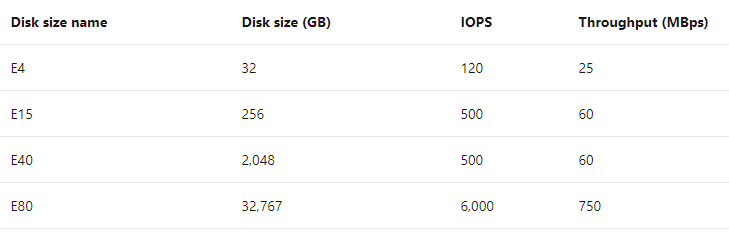 Disk size name Disk size (GB) IOPS Throughput (MBps)
E4 32 120 25
E15 256 500 60
E40 2,048 500 60
E80 32,767 6,000 750